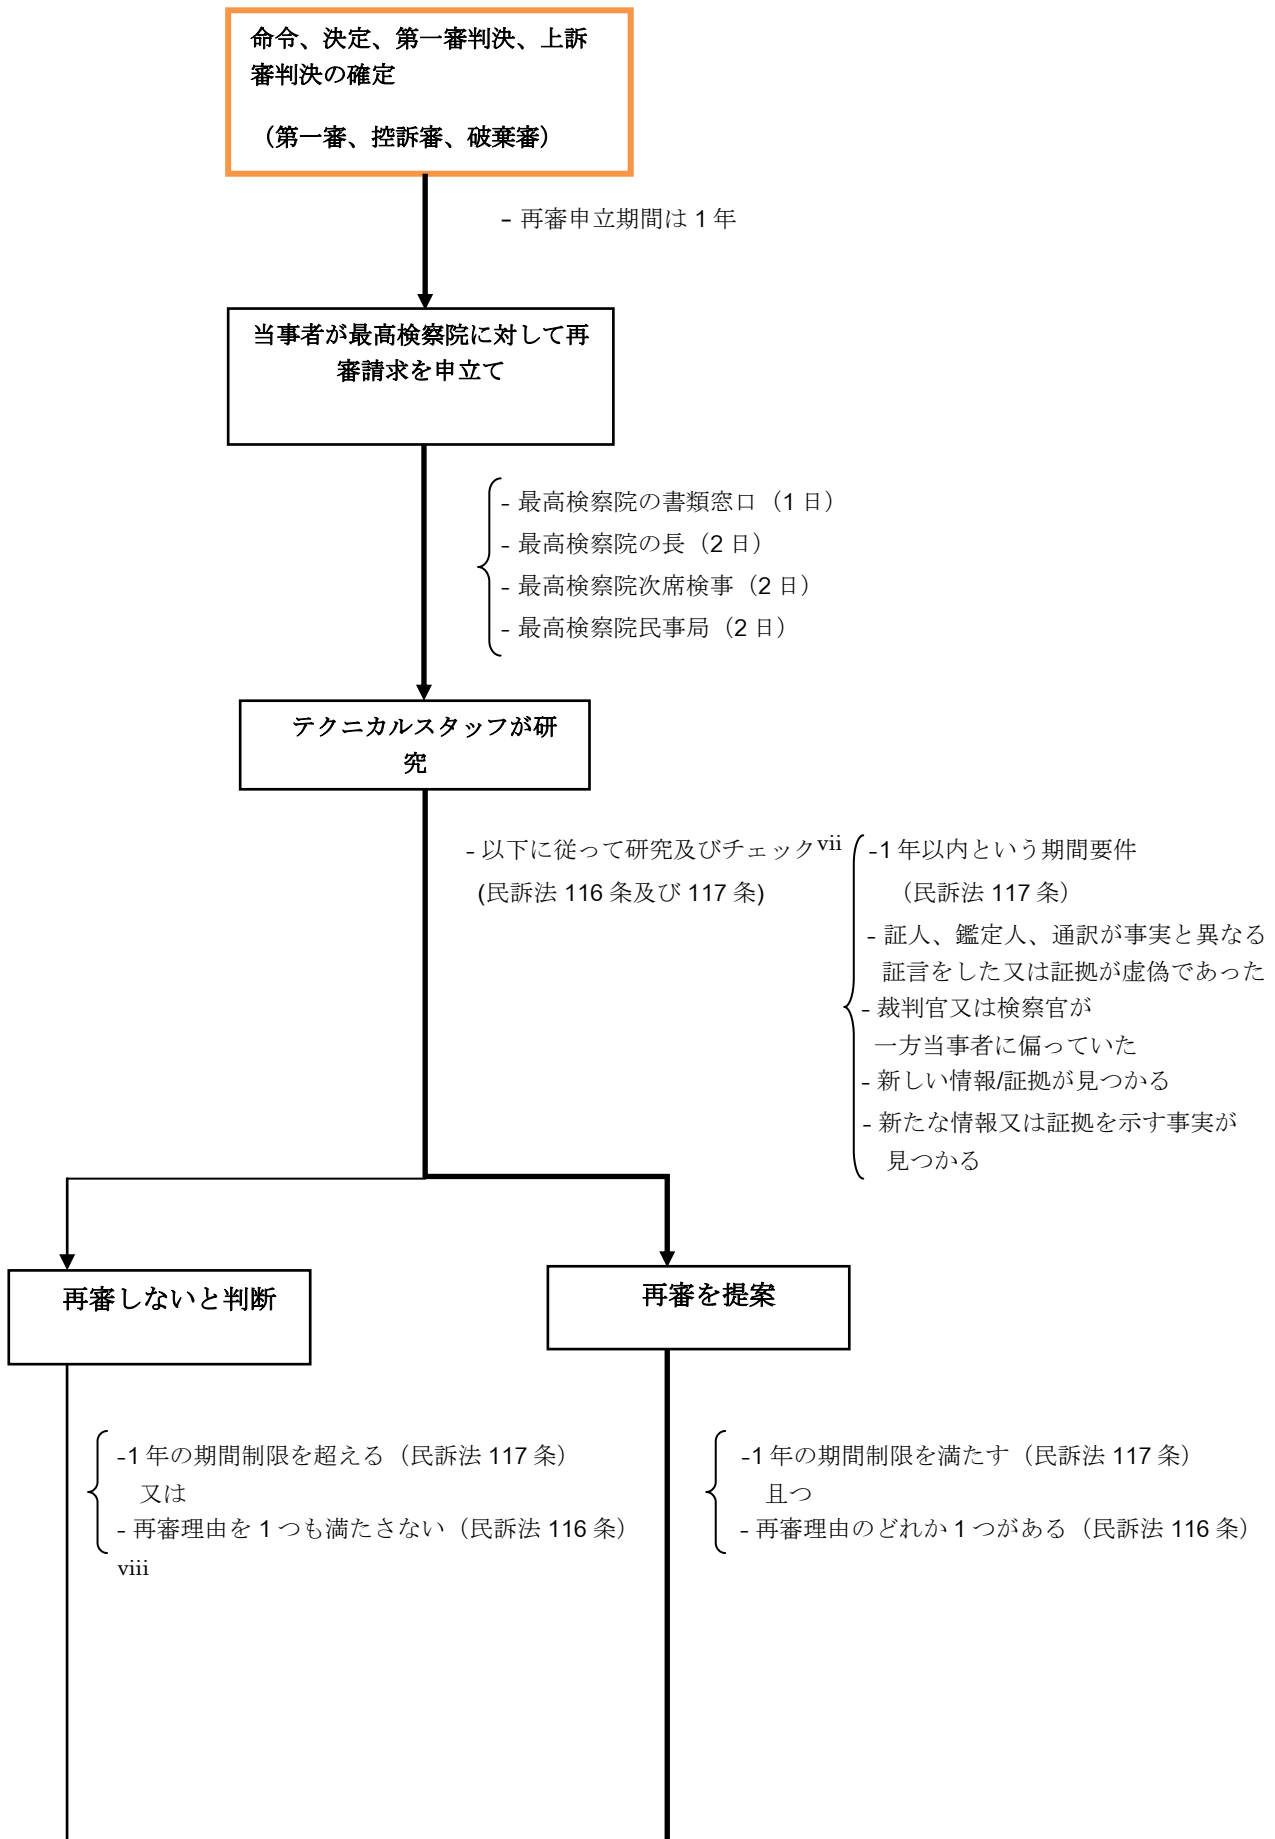 命令、決定、第一審判決、上訴
審判決の確定
（第一審、控訴審、破棄審）
- 再審申立期間は 1 年
当事者が最高検察院に対して再
審請求を申立て
- 最高検察院の書類窓口（1 日）
- 最高検察院の長（2 日）
- 最高検察院次席検事（2 日）
- 最高検察院民事局（2 日）
テクニカルスタッフが研
究
- 以下に従って研究及びチェックvii
(民訴法 116 条及び 117 条)
-1 年以内という期間要件
（民訴法 117 条）
- 証人、鑑定人、通訳が事実と異なる
証言をした又は証拠が虚偽であった
- 裁判官又は検察官が
一方当事者に偏っていた
- 新しい情報/証拠が見つかる
- 新たな情報又は証拠を示す事実が
見つかる
再審しないと判断
再審を提案
-1 年の期間制限を超える（民訴法 117 条）
又は
- 再審理由を 1 つも満たさない（民訴法 116 条）
viii
-1 年の期間制限を満たす（民訴法 117 条）
且つ
- 再審理由のどれか 1 つがある（民訴法 116 条）